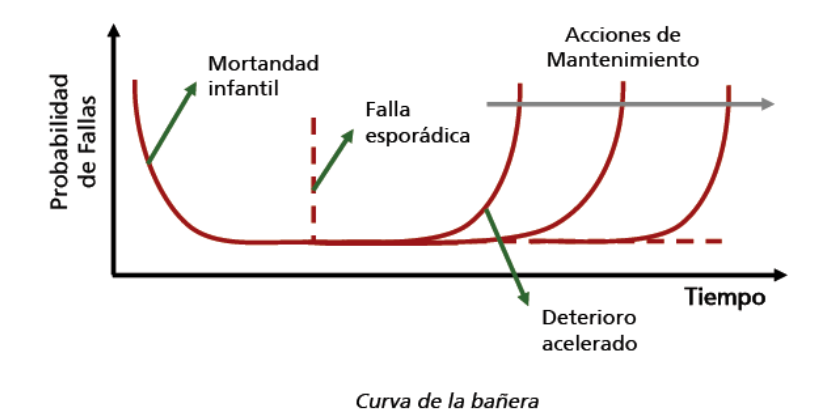 Acciones de
Mantenimiento
Mortandad
infantil
Falla
esporádica
Probabilidad
de Fallas
Tiempo
Deterioro
acelerado
Curva de la bañera